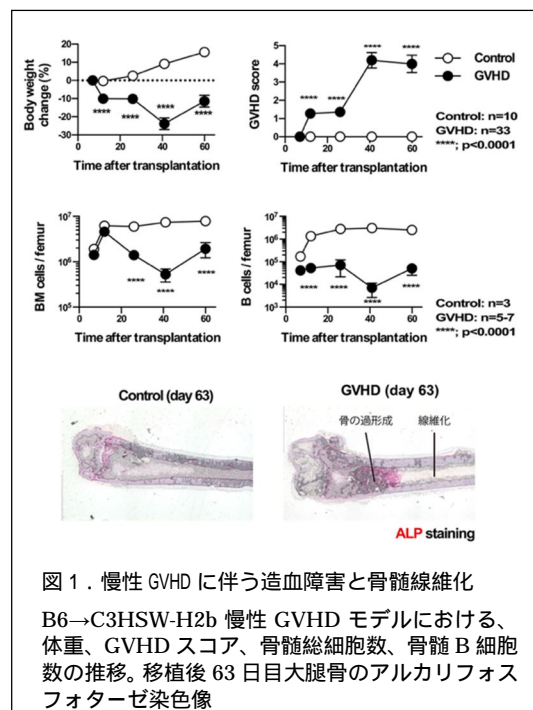 20
10
0
-10
-20
-30
Body weight
change (%)
****
****
****
****
0 20 40 60
Time after transplantation
5
4
3
2
1
0
GVHD score
****
****
****
****
0 20 40 60
Time after transplantation
Control
GVHD
Control: n=10
GVHD: n=33
****; p<0.0001
10⁷
10⁶
10⁵
BM cells / femur
****
****
****
0 20 40 60
Time after transplantation
10⁷
10⁶
10⁵
10⁴
10³
B cells / femur
****
****
****
****
0 20 40 60
Time after transplantation
Control: n=3
GVHD: n=5-7
****; p<0.0001
Control (day 63)
GVHD (day 63)
骨の過形成
線維化
ALP staining
図 1．慢性 GVHD に伴う造血障害と骨髄線維化
B6→C3HSW-H2b 慢性 GVHD モデルにおける、
体重、GVHD スコア、骨髄総細胞数、骨髄 B 細胞
数の推移。移植後 63 日目大腿骨のアルカリフォス
フォターゼ染色像